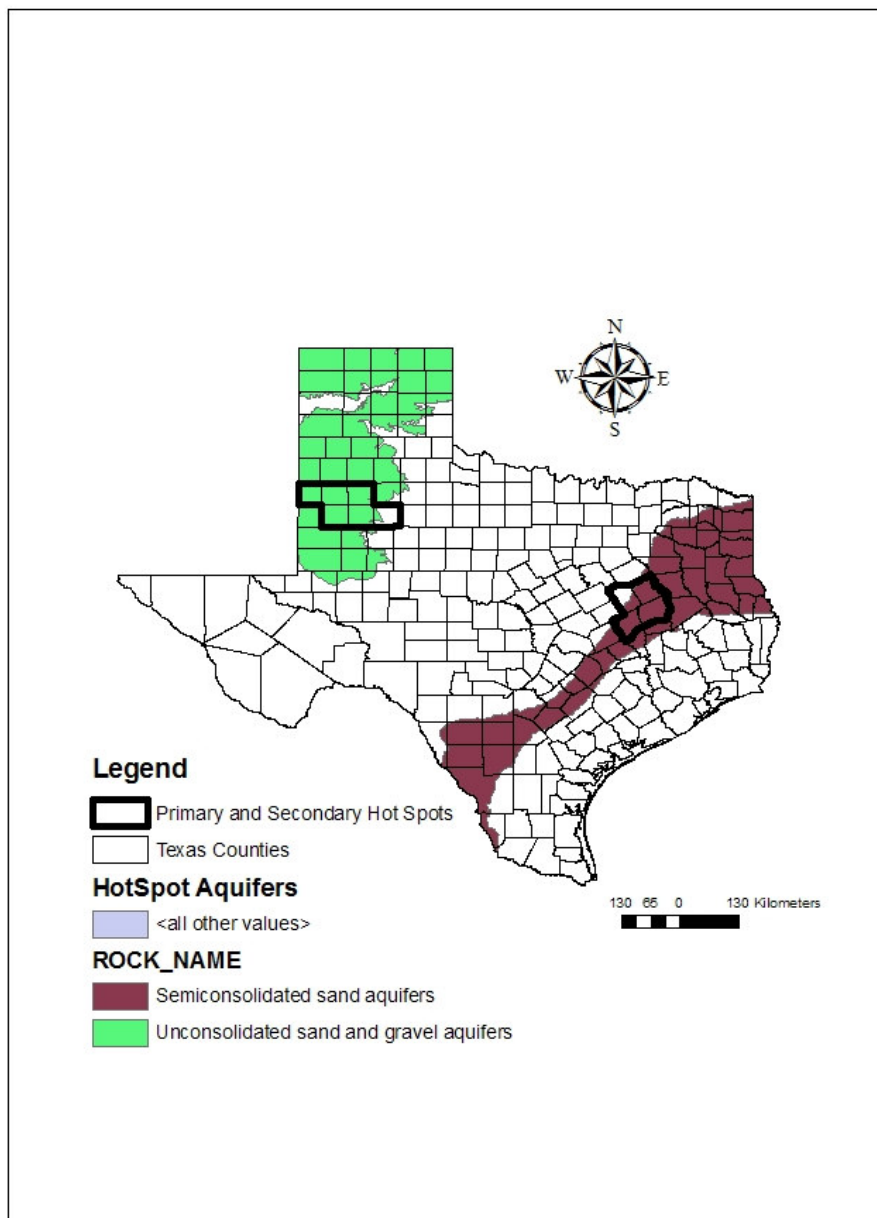 N
W
E
S
Legend
Primary and Secondary Hot Spots
Texas Counties
HotSpot Aquifers
<all other values>
ROCK_NAME
Semiconsolidated sand aquifers
Unconsolidated sand and gravel aquifers
130 65 0 130 Kilometers